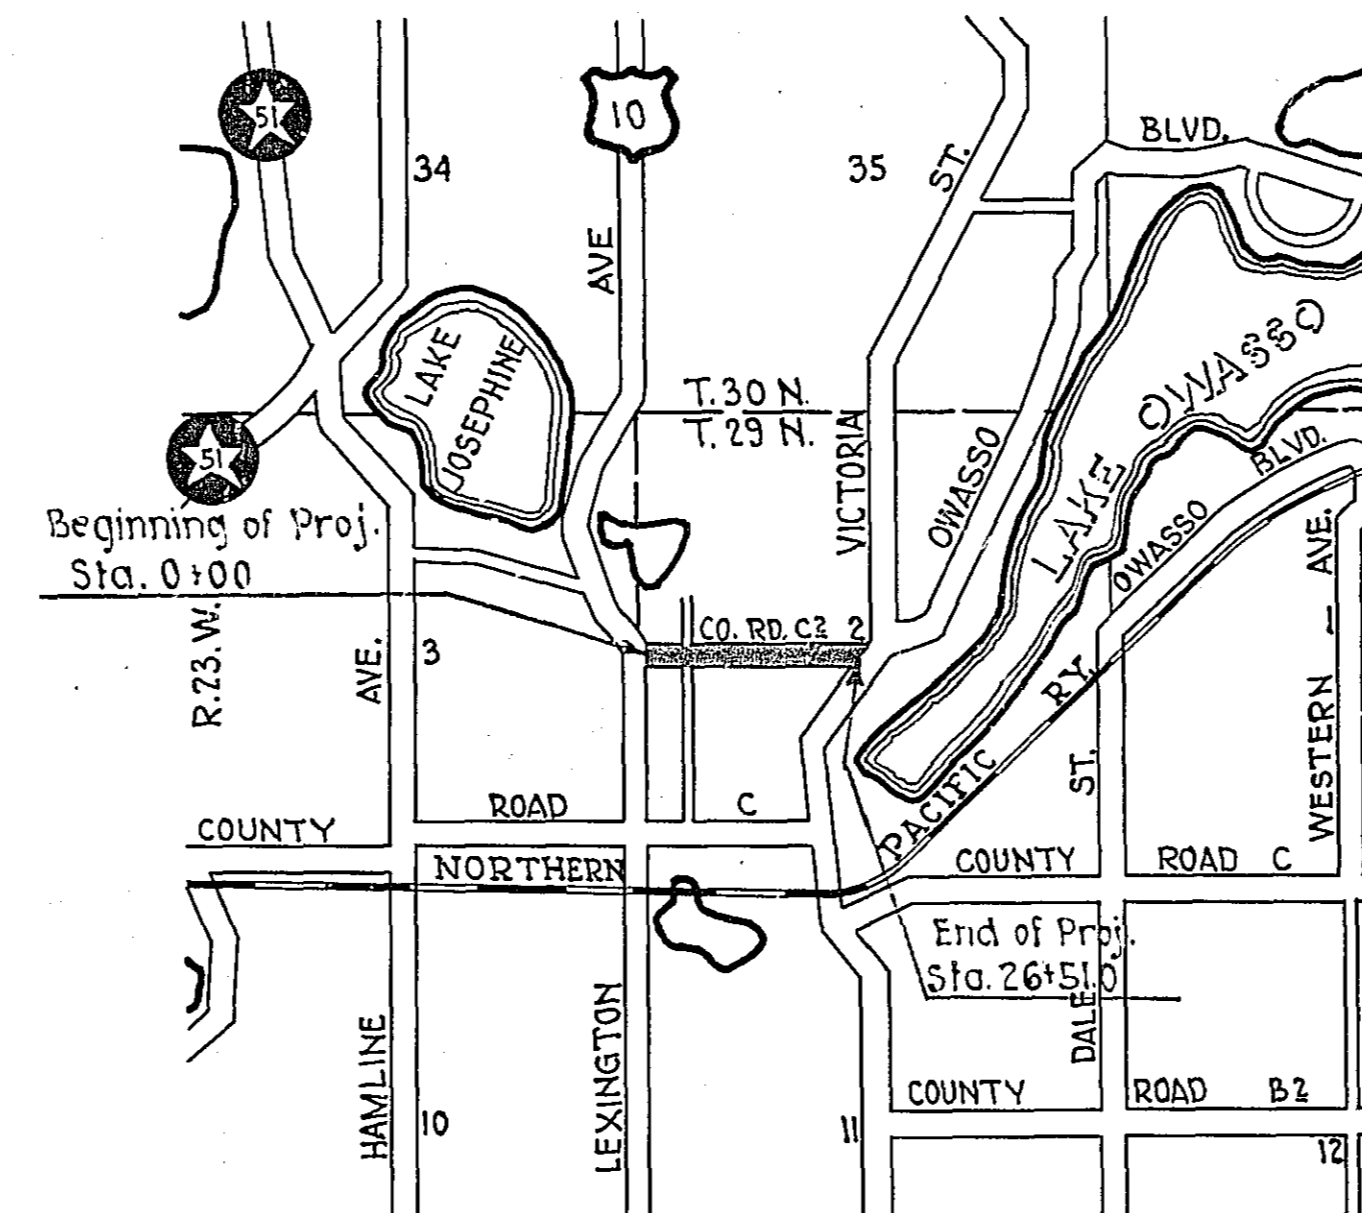 51
10
34
35
ST.
BLVD.
AVE
LAKE
JOSEPHINE
LAKE OWASSO
T. 30 N.
T. 29 N.
51
VICTORIA
OWASSO
OWASSO BLVD.
Beginning of Proj.
Sta. 0+00
R. 23. W.
AVE.
3
CO. RD. C2 2
WESTERN — AVE.
ST.
COUNTY ROAD C
NORTHERN PACIFIC RY.
COUNTY ROAD C
End of Proj.
Sta. 26+51.0
HAMLINE
LEXINGTON
DALE
COUNTY ROAD B2
10
11
12